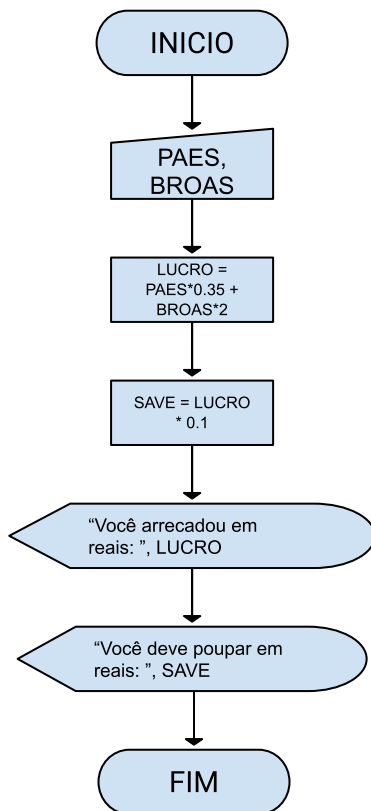 INICIO
PAES,
BROAS
LUCRO =
PAES*0.35 +
BROAS*2
SAVE = LUCRO
* 0.1
“Você arrecadou em
reais: ”, LUCRO
“Você deve poupar em
reais: ”, SAVE
FIM